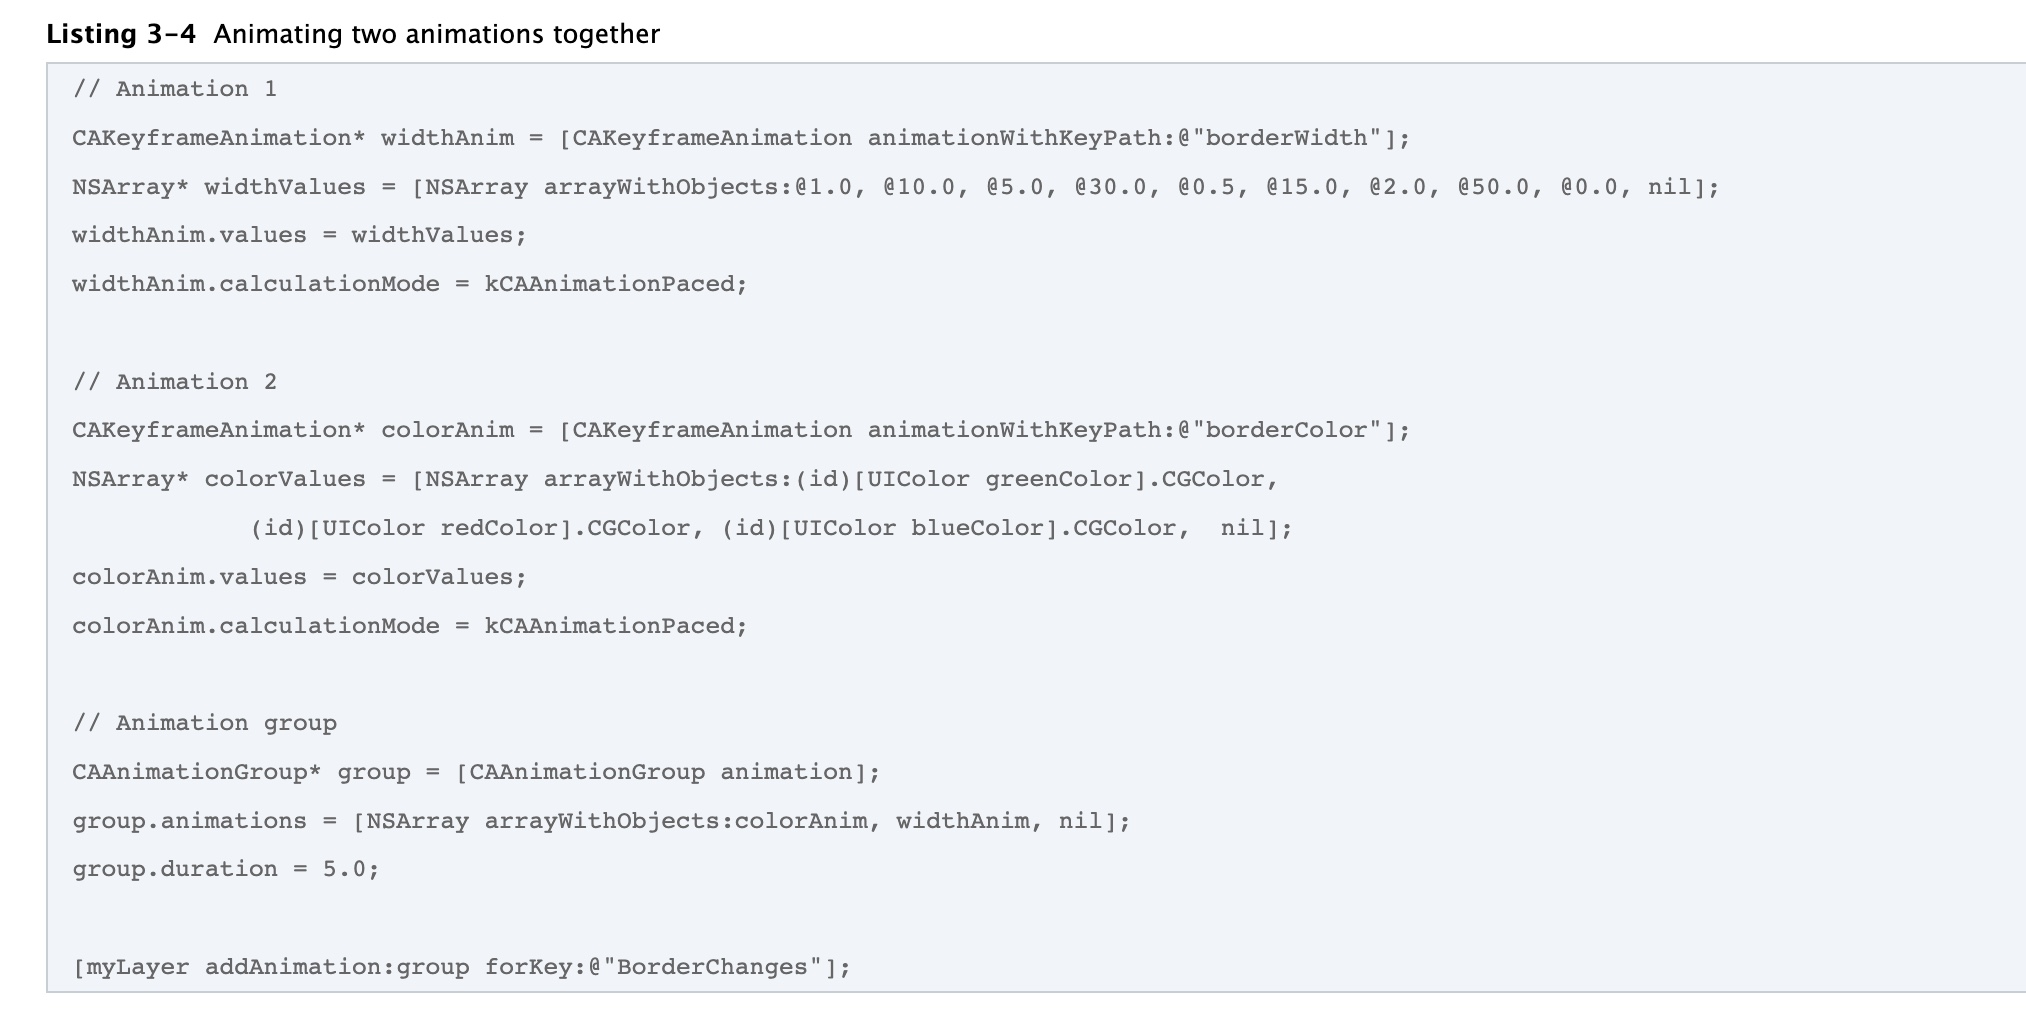 Listing 3-4 Animating two animations together
// Animation 1
CAKeyframeAnimation* widthAnim = [CAKeyframeAnimation animationWithKeyPath:@"borderWidth"];
NSArray* widthValues = [NSArray arrayWithObjects:@1.0, @10.0, @5.0, @30.0, @0.5, @15.0, @2.0, @50.0, @0.0, nil];
widthAnim.values = widthValues;
widthAnim.calculationMode = kCAAnimationPaced;
// Animation 2
CAKeyframeAnimation* colorAnim = [CAKeyframeAnimation animationWithKeyPath:@"borderColor"];
NSArray* colorValues = [NSArray arrayWithObjects:(id)[UIColor greenColor].CGColor,
(id)[UIColor redColor].CGColor, (id)[UIColor blueColor].CGColor,  nil];
colorAnim.values = colorValues;
colorAnim.calculationMode = kCAAnimationPaced;
// Animation group
CAAnimationGroup* group = [CAAnimationGroup animation];
group.animations = [NSArray arrayWithObjects:colorAnim, widthAnim, nil];
group.duration = 5.0;
[myLayer addAnimation:group forKey:@"BorderChanges"];